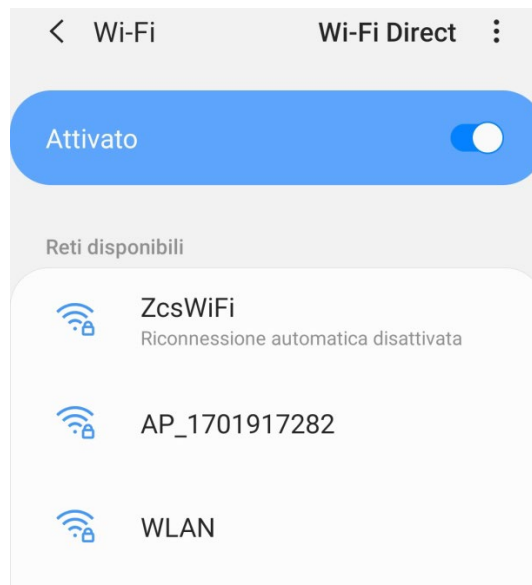 Wi-Fi Wi-Fi Direct
Attivato
Reti disponibili
ZcsWiFi
Riconnessione automatica disattivata
AP_1701917282
WLAN